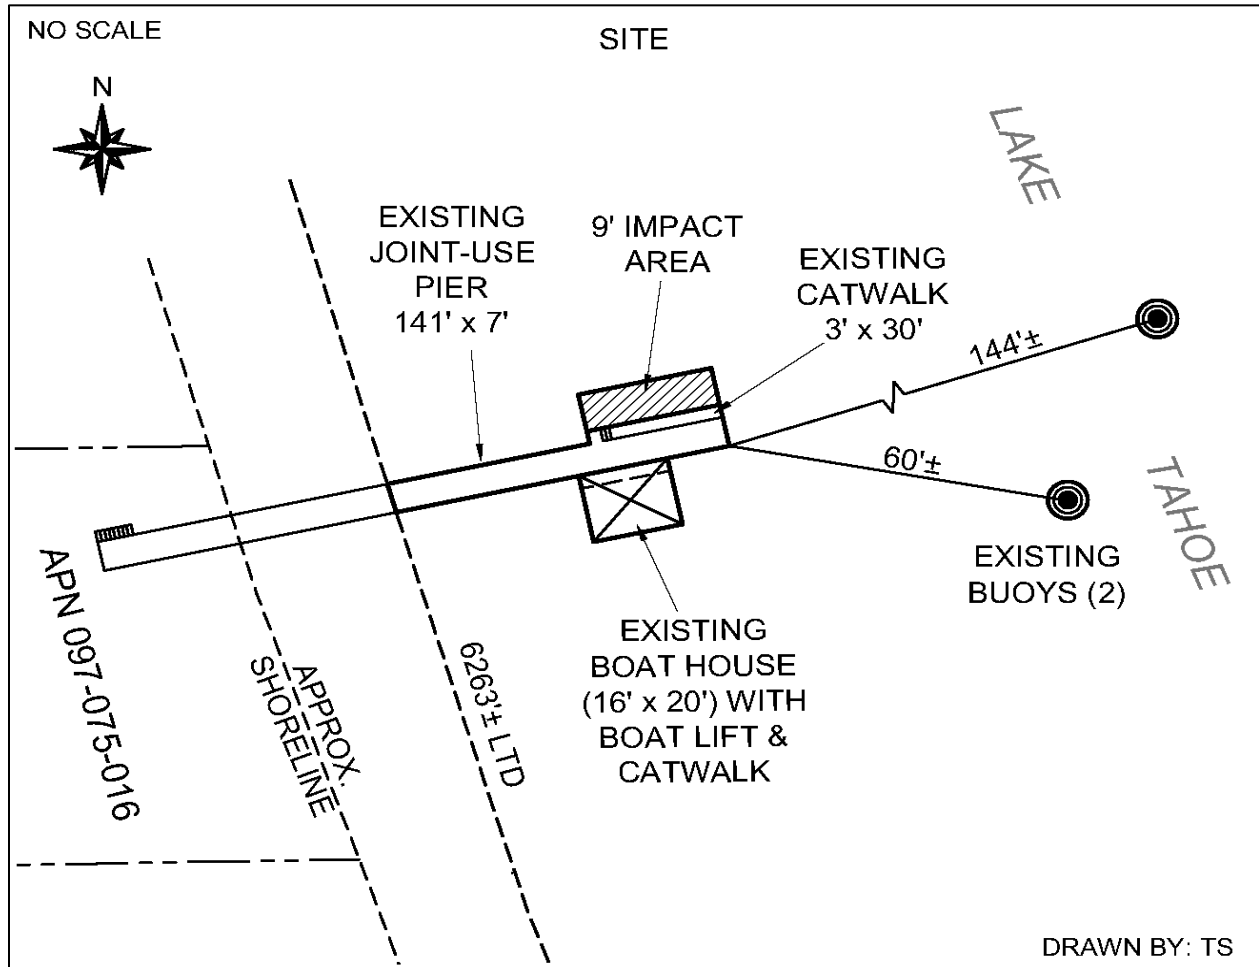 NO SCALE
SITE
N
LAKE
EXISTING
JOINT-USE
PIER
141' x 7'
9' IMPACT
AREA
EXISTING
CATWALK
3' x 30'
144'±
60'±
TAHOE
EXISTING
BUOYS (2)
EXISTING
BOAT HOUSE
(16' x 20') WITH
BOAT LIFT &
CATWALK
APN 097-075-016
APPROX.
SHORELINE
6263'± LTD
DRAWN BY: TS